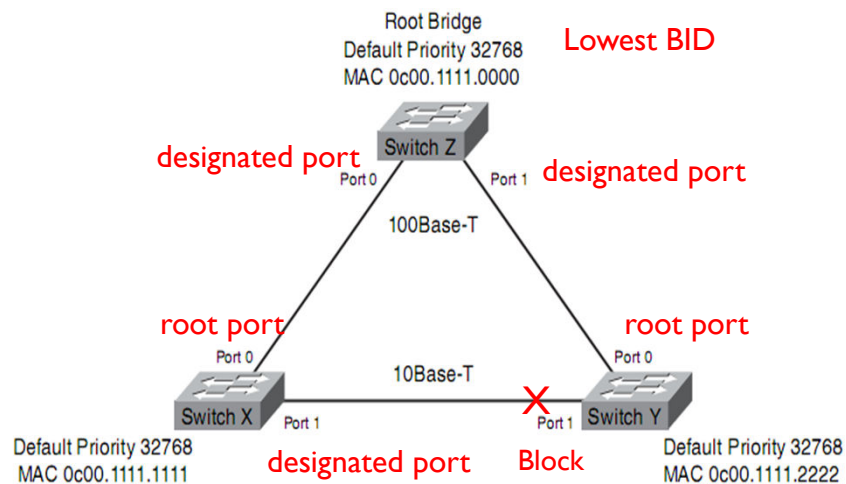 Root Bridge
Lowest BID
Default Priority 32768
MAC 0c00.1111.0000
Switch Z
designated port
Port 0
Port 1
designated port
100Base-T
root port
root port
Port 0
Port 0
10Base-T
X
Switch X
Port 1
Port 1
Switch Y
Default Priority 32768
MAC 0c00.1111.1111
designated port
Block
Default Priority 32768
MAC 0c00.1111.2222